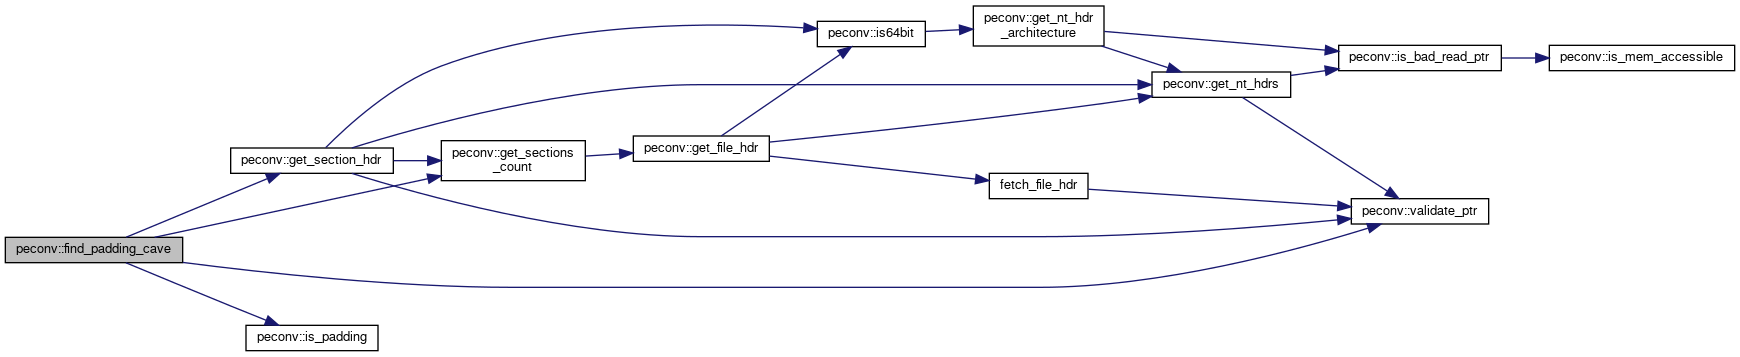 peconv::find_padding_cave
peconv::get_section_hdr
peconv::is_padding
peconv::get_sections
_count
peconv::get_file_hdr
peconv::is64bit
fetch_file_hdr
peconv::get_nt_hdr
_architecture
peconv::get_nt_hdrs
peconv::is_bad_read_ptr
peconv::validate_ptr
peconv::is_mem_accessible